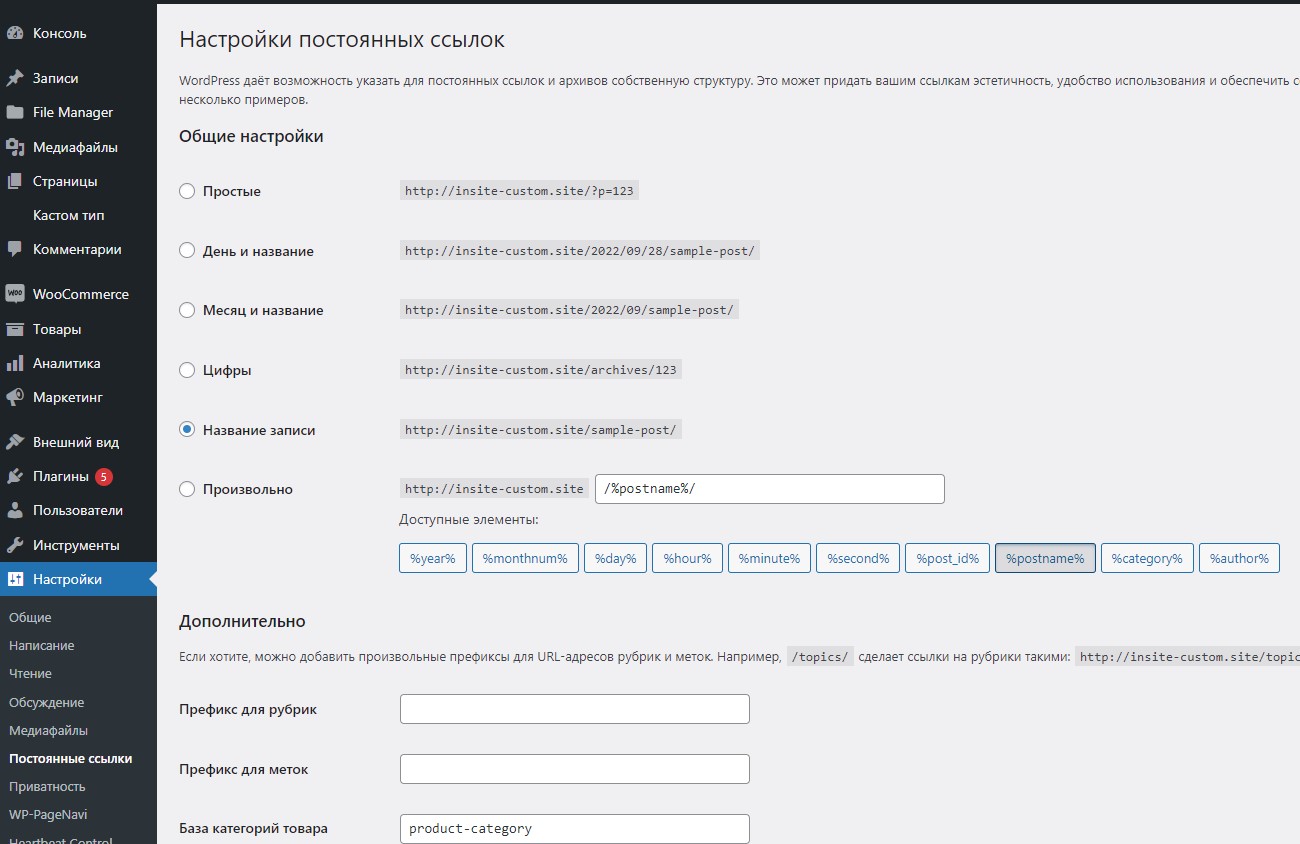 Консоль
Записи
File Manager
Медиафайлы
Страницы
Кастом тип
Комментарии
WooCommerce
Товары
Аналитика
Маркетинг
Внешний вид
Плагины 5
Пользователи
Инструменты
Настройки
Общие
Написание
Чтение
Обсуждение
Медиафайлы
Постоянные ссылки
Приватность
WP-PageNavi
Heartbeat Control
Настройки постоянных ссылок
WordPress даёт возможность указать для постоянных ссылок и архивов собственную структуру. Это может придать вашим ссылкам эстетичность, удобство использования и обеспечить
несколько примеров.
Общие настройки
Простые http://insite-custom.site/?p=123
День и название http://insite-custom.site/2022/09/28/sample-post/
Месяц и название http://insite-custom.site/2022/09/sample-post/
Цифры http://insite-custom.site/archives/123
Название записи http://insite-custom.site/sample-post/
Произвольно http://insite-custom.site /%postname%/
Доступные элементы:
%year% %monthnum% %day% %hour% %minute% %second% %post_id% %postname% %category% %author%
Дополнительно
Если хотите, можно добавить произвольные префиксы для URL-адресов рубрик и меток. Например, /topics/ сделает ссылки на рубрики такими: http://insite-custom.site/topic
Префикс для рубрик
Префикс для меток
База категорий товара product-category